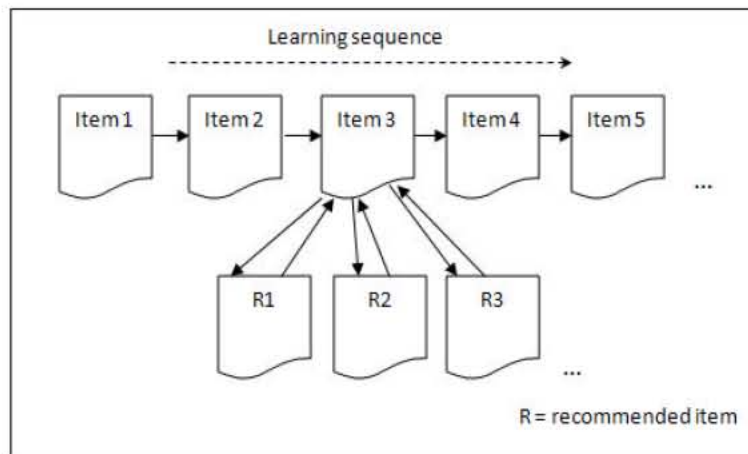 Learning sequence
Item 1
Item 2
Item 3
Item 4
Item 5
...
R1
R2
R3
...
R = recommended item